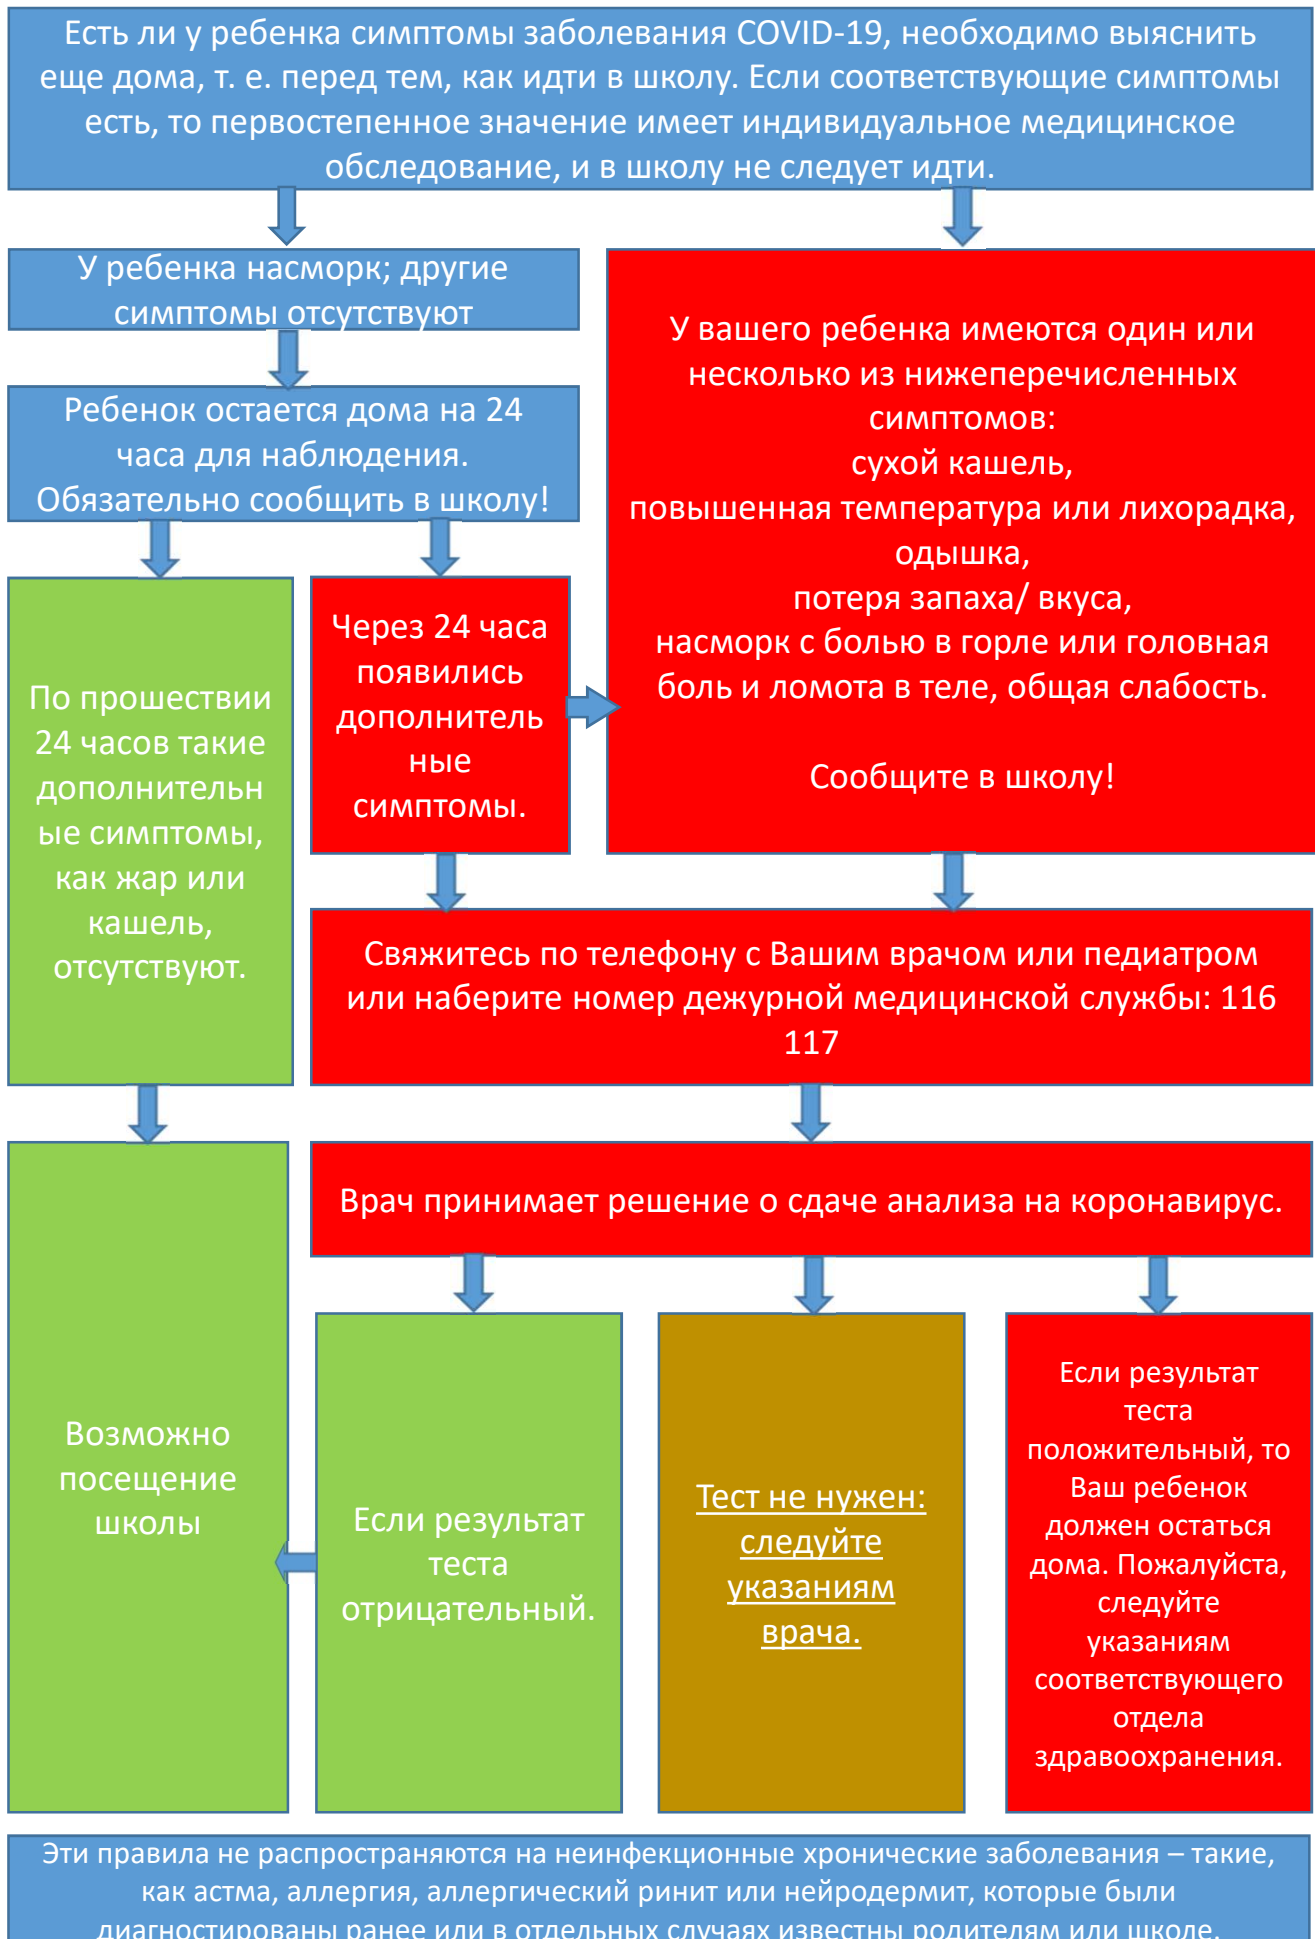 Есть ли у ребенка симптомы заболевания COVID-19, необходимо выяснить
еще дома, т. е. перед тем, как идти в школу. Если соответствующие симптомы
есть, то первостепенное значение имеет индивидуальное медицинское
обследование, и в школу не следует идти.
У ребенка насморк; другие
симптомы отсутствуют
Ребенок остается дома на 24
часа для наблюдения.
Обязательно сообщить в школу!
У вашего ребенка имеются один или
несколько из нижеперечисленных
симптомов:
сухой кашель,
повышенная температура или лихорадка,
одышка,
потеря запаха/ вкуса,
насморк с болью в горле или головная
боль и ломота в теле, общая слабость.
Сообщите в школу!
По прошествии
24 часов такие
дополнительн
ые симптомы,
как жар или
кашель,
отсутствуют.
Через 24 часа
появились
дополнитель
ные
симптомы.
Свяжитесь по телефону с Вашим врачом или педиатром
или наберите номер дежурной медицинской службы: 116
117
Врач принимает решение о сдаче анализа на коронавирус.
Возможно
посещение
школы
Если результат
теста
отрицательный.
Тест не нужен:
следуйте
указаниям
врача.
Если результат
теста
положительный, то
Ваш ребенок
должен остаться
дома. Пожалуйста,
следуйте
указаниям
соответствующего
отдела
здравоохранения.
Эти правила не распространяются на неинфекционные хронические заболевания – такие,
как астма, аллергия, аллергический ринит или нейродермит, которые были
диагностированы ранее или в отдельных случаях известны родителям или школе.